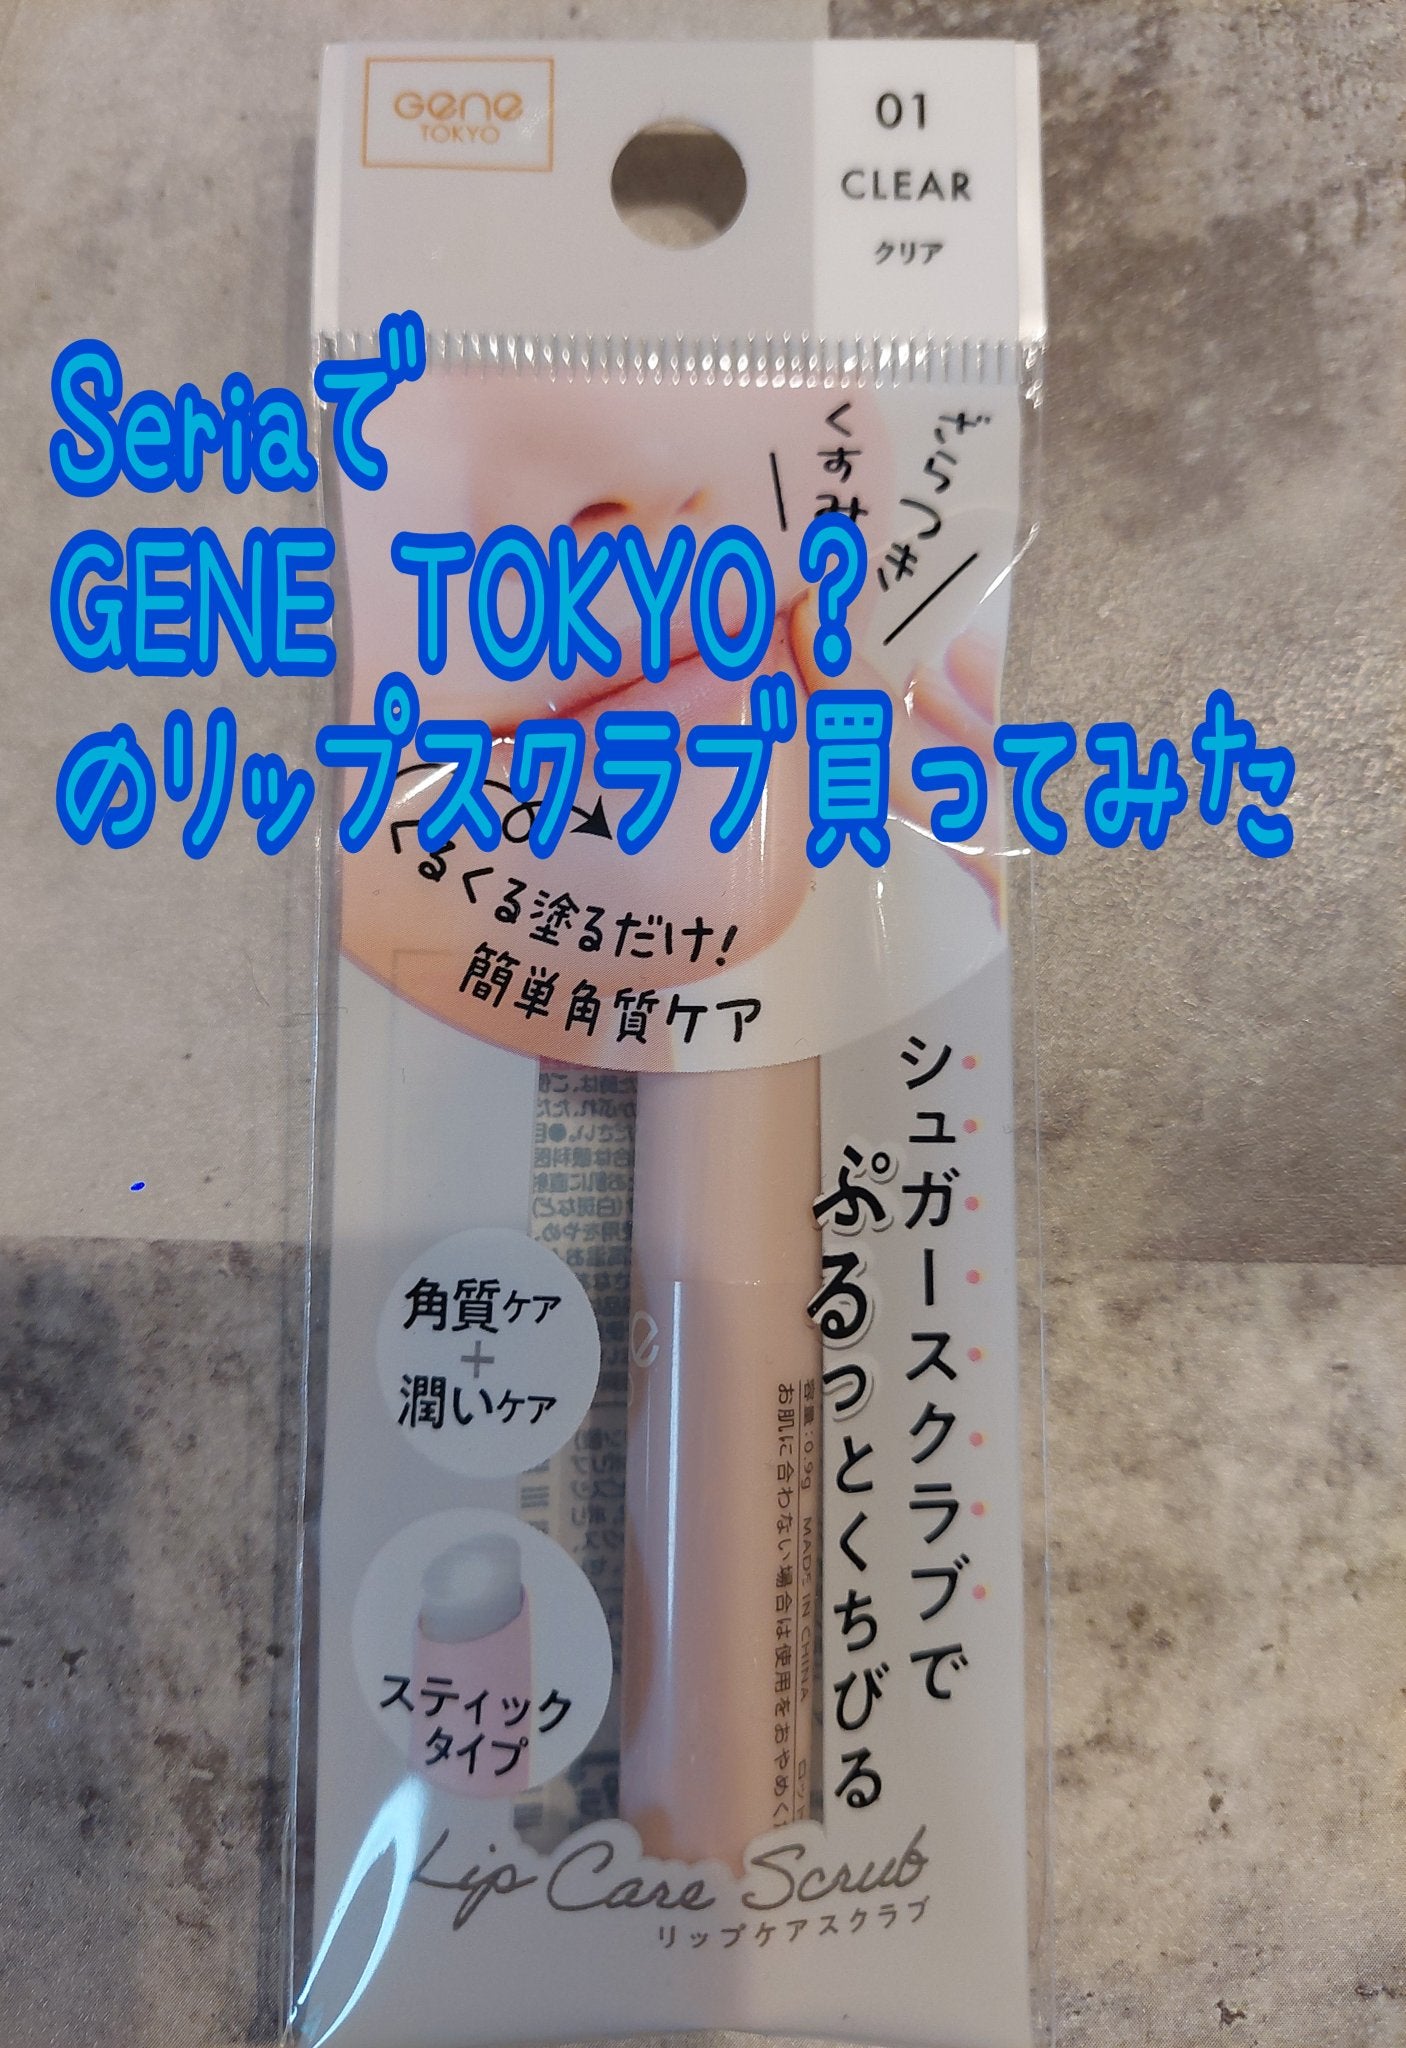 Gene
TOKYO
01
CLEAR
クリア
Seriaで
GENE TOKYO？
のリップスクラブ買ってみた
ざらつき
くすみ
くるくる塗るだけ!
簡単角質ケア
シュガースクラブで
ぷるっとくちびる
角質ケア
+
潤いケア
スティック
タイプ
容量:0.9g MADE IN CHINA
お肌に合わない場合は使用をおやめく
Lip Care Scrub
リップケアスクラブ